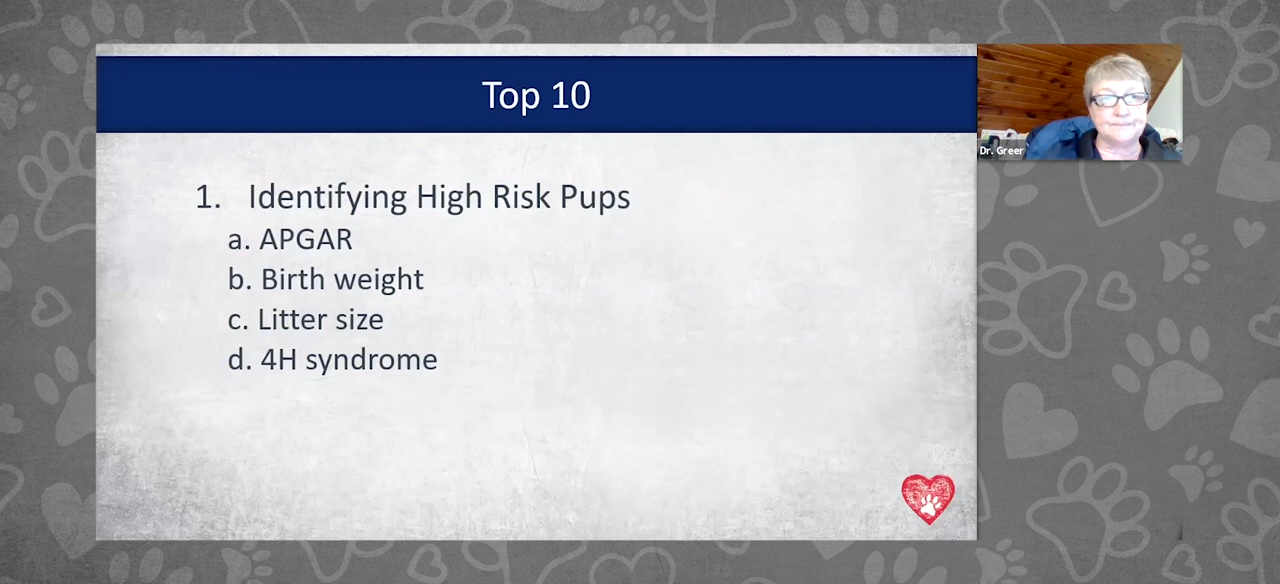 Top 10
1. Identifying High Risk Pups
a. APGAR
b. Birth weight
c. Litter size
d. 4H syndrome
Dr. Greer